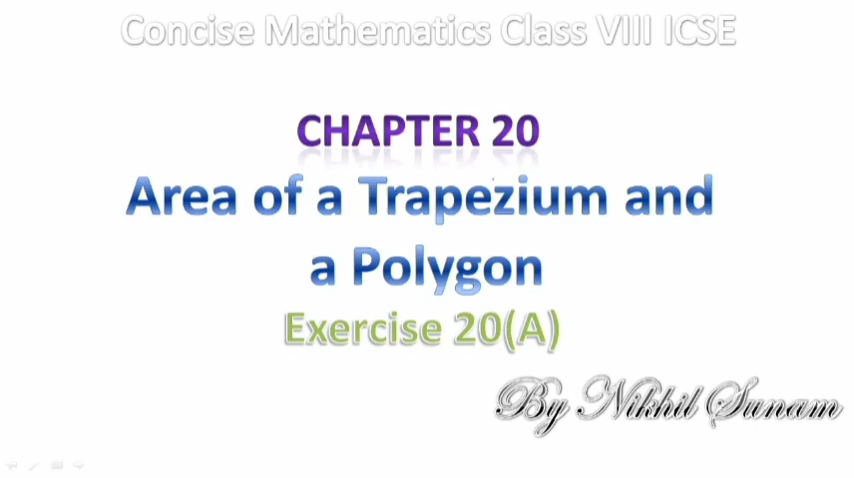 Concise Mathematics Class VIII ICSE
CHAPTER 20
Area of a Trapezium and
a Polygon
Exercise 20(A)
By Nikhil Sunam